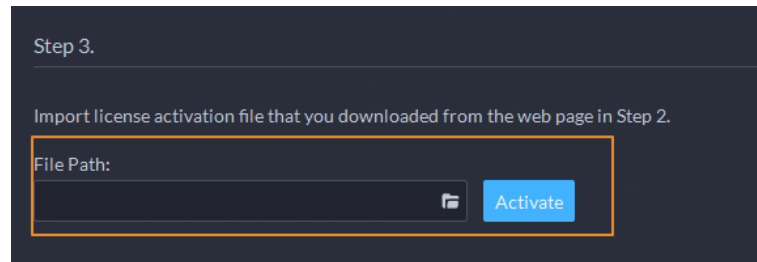 Step 3.
Import license activation file that you downloaded from the web page in Step 2.
File Path:
Activate